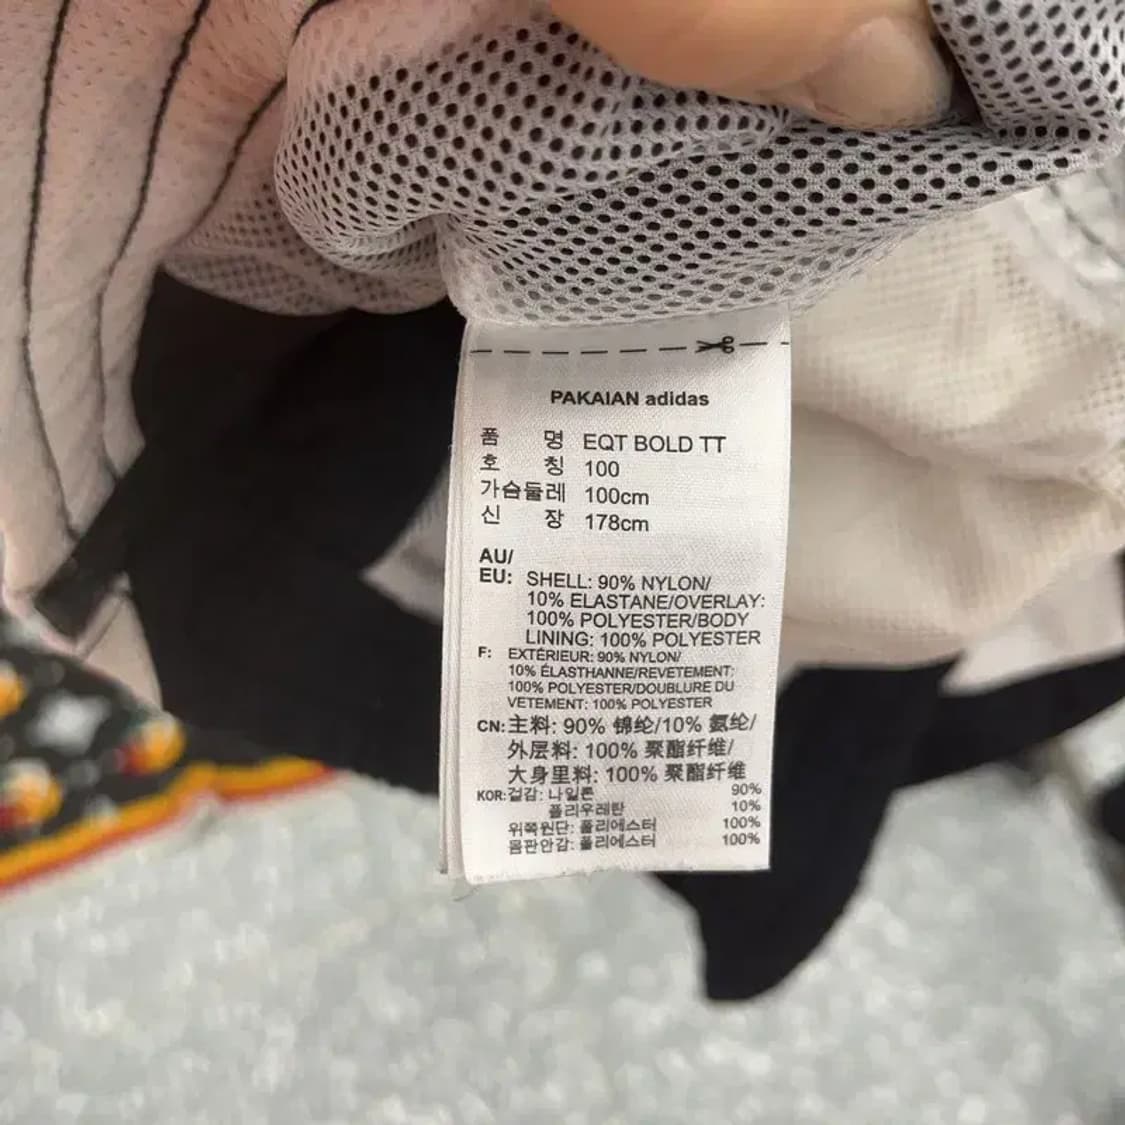 PAKAIAN adidas
품 명 EQT BOLD TT
호 칭 100
가슴둘레 100cm
신 장 178cm
AU/
EU: SHELL: 90% NYLON/
10% ELASTANE/OVERLAY:
100% POLYESTER/BODY
LINING: 100% POLYESTER
F: EXTÉRIEUR: 90% NYLON/
10% ÉLASTHANNE/REVETEMENT:
100% POLYESTER/DOUBLURE DU
VETEMENT: 100% POLYESTER
CN: 主料: 90% 锦纶/10% 氨纶/
外层料: 100% 聚酯纤维/
大身里料: 100% 聚酯纤维
KOR: 겉감: 나일론 90%
폴리우레탄 10%
위쪽원단: 폴리에스터 100%
몸판안감: 폴리에스터 100%